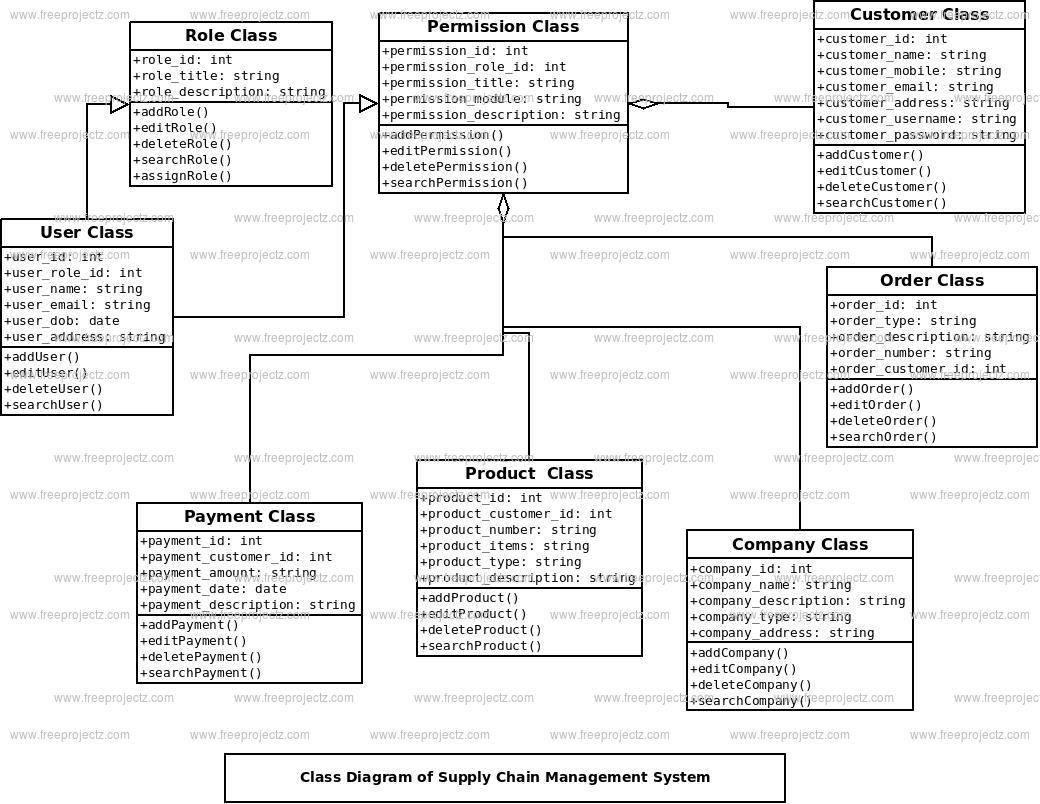 Role Class
+role_id: int
+role_title: string
+role_description: string
+addRole()
+editRole()
+deleteRole()
+searchRole()
+assignRole()
Permission Class
+permission_id: int
+permission_role_id: int
+permission_title: string
+permission_module: string
+permission_description: string
+addPermission()
+editPermission()
+deletePermission()
+searchPermission()
Customer Class
+customer_id: int
+customer_name: string
+customer_mobile: string
+customer_email: string
+customer_address: string
+customer_username: string
+customer_password: string
+addCustomer()
+editCustomer()
+deleteCustomer()
+searchCustomer()
User Class
+user_id: int
+user_role_id: int
+user_name: string
+user_email: string
+user_dob: date
+user_address: string
+addUser()
+editUser()
+deleteUser()
+searchUser()
Order Class
+order_id: int
+order_type: string
+order_description: string
+order_number: string
+order_customer_id: int
+addOrder()
+editOrder()
+deleteOrder()
+searchOrder()
Payment Class
+payment_id: int
+payment_customer_id: int
+payment_amount: string
+payment_date: date
+payment_description: string
+addPayment()
+editPayment()
+deletePayment()
+searchPayment()
Product  Class
+product_id: int
+product_customer_id: int
+product_number: string
+product_items: string
+product_type: string
+product_description: string
+addProduct()
+editProduct()
+deleteProduct()
+searchProduct()
Company Class
+company_id: int
+company_name: string
+company_description: string
+company_type: string
+company_address: string
+addCompany()
+editCompany()
+deleteCompany()
+searchCompany()
Class Diagram of Supply Chain Management System
www.freeprojectz.com